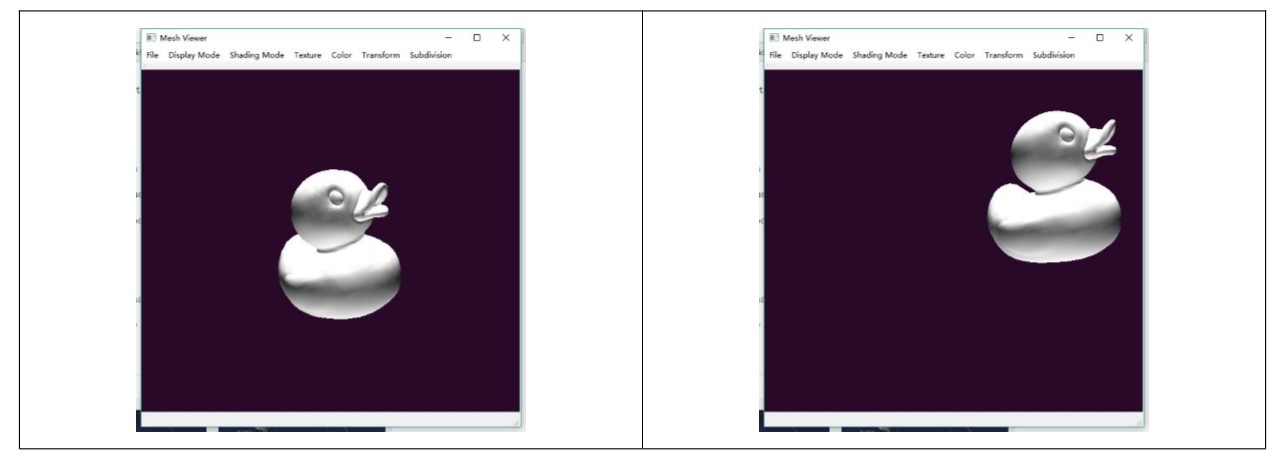 Mesh Viewer
File Display Mode Shading Mode Texture Color Transform Subdivision
Mesh Viewer
File Display Mode Shading Mode Texture Color Transform Subdivision